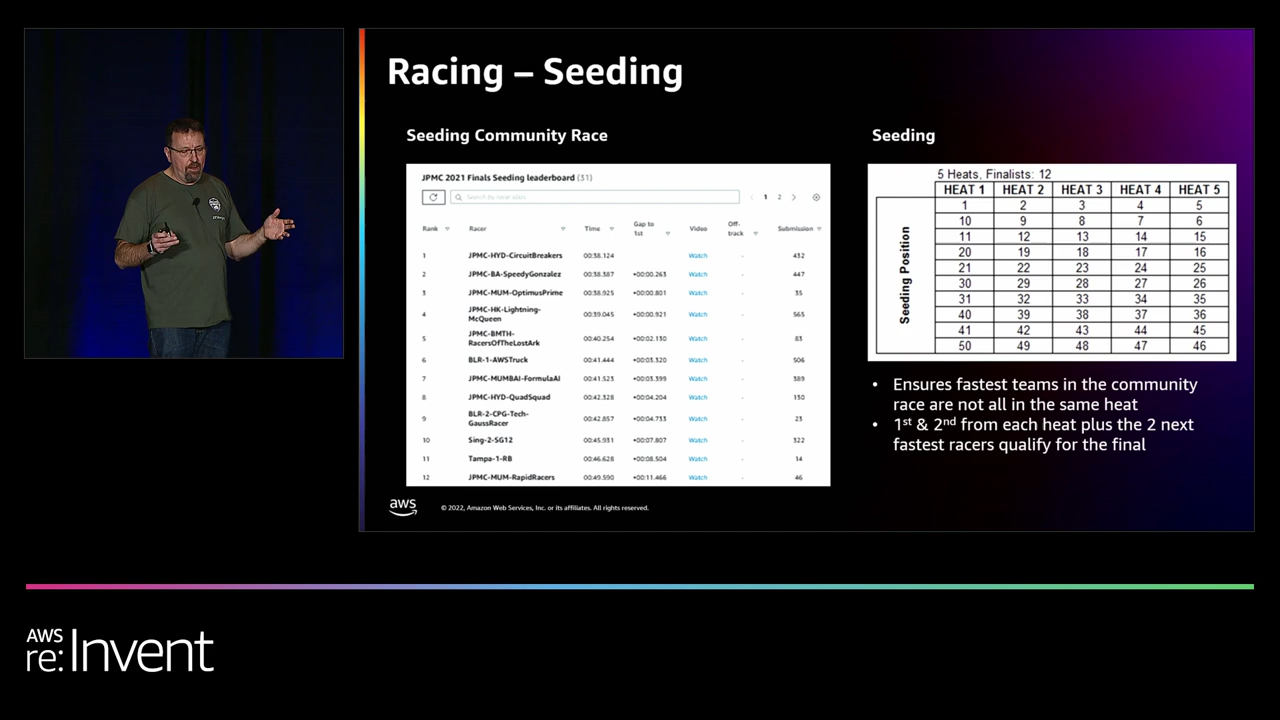 Racing – Seeding
Seeding Community Race
JPMC 2021 Finals Seeding leaderboard (31)
Search by racer alias
1 2
Rank Racer Time Gap to 1st Video Off-track Submission
1 JPMC-HYD-CircuitBreakers 00:38.124 Watch - 432
2 JPMC-BA-SpeedyGonzalez 00:38.387 +00:00.263 Watch - 447
3 JPMC-MUM-OptimusPrime 00:38.925 +00:00.801 Watch - 35
4 JPMC-HK-Lightning-McQueen 00:39.045 +00:00.921 Watch - 565
5 JPMC-BMTH-RacersOfTheLostArk 00:40.254 +00:02.130 Watch - 83
6 BLR-1-AWSTruck 00:41.444 +00:03.320 Watch - 506
7 JPMC-MUMBAI-FormulaAI 00:41.523 +00:03.399 Watch - 389
8 JPMC-HYD-QuadSquad 00:42.328 +00:04.204 Watch - 130
9 BLR-2-CPG-Tech-GaussRacer 00:42.857 +00:04.733 Watch - 23
10 Sing-2-SG12 00:45.931 +00:07.807 Watch - 322
11 Tampa-1-RB 00:46.628 +00:08.504 Watch - 14
12 JPMC-MUM-RapidRacers 00:49.590 +00:11.466 Watch - 46
Seeding
5 Heats, Finalists: 12
HEAT 1 HEAT 2 HEAT 3 HEAT 4 HEAT 5
Seeding Position
1 2 3 4 5
10 9 8 7 6
11 12 13 14 15
20 19 18 17 16
21 22 23 24 25
30 29 28 27 26
31 32 33 34 35
40 39 38 37 36
41 42 43 44 45
50 49 48 47 46
• Ensures fastest teams in the community
race are not all in the same heat
• 1st & 2nd from each heat plus the 2 next
fastest racers qualify for the final
aws
© 2022, Amazon Web Services, Inc. or its affiliates. All rights reserved.
AWS
re:Invent